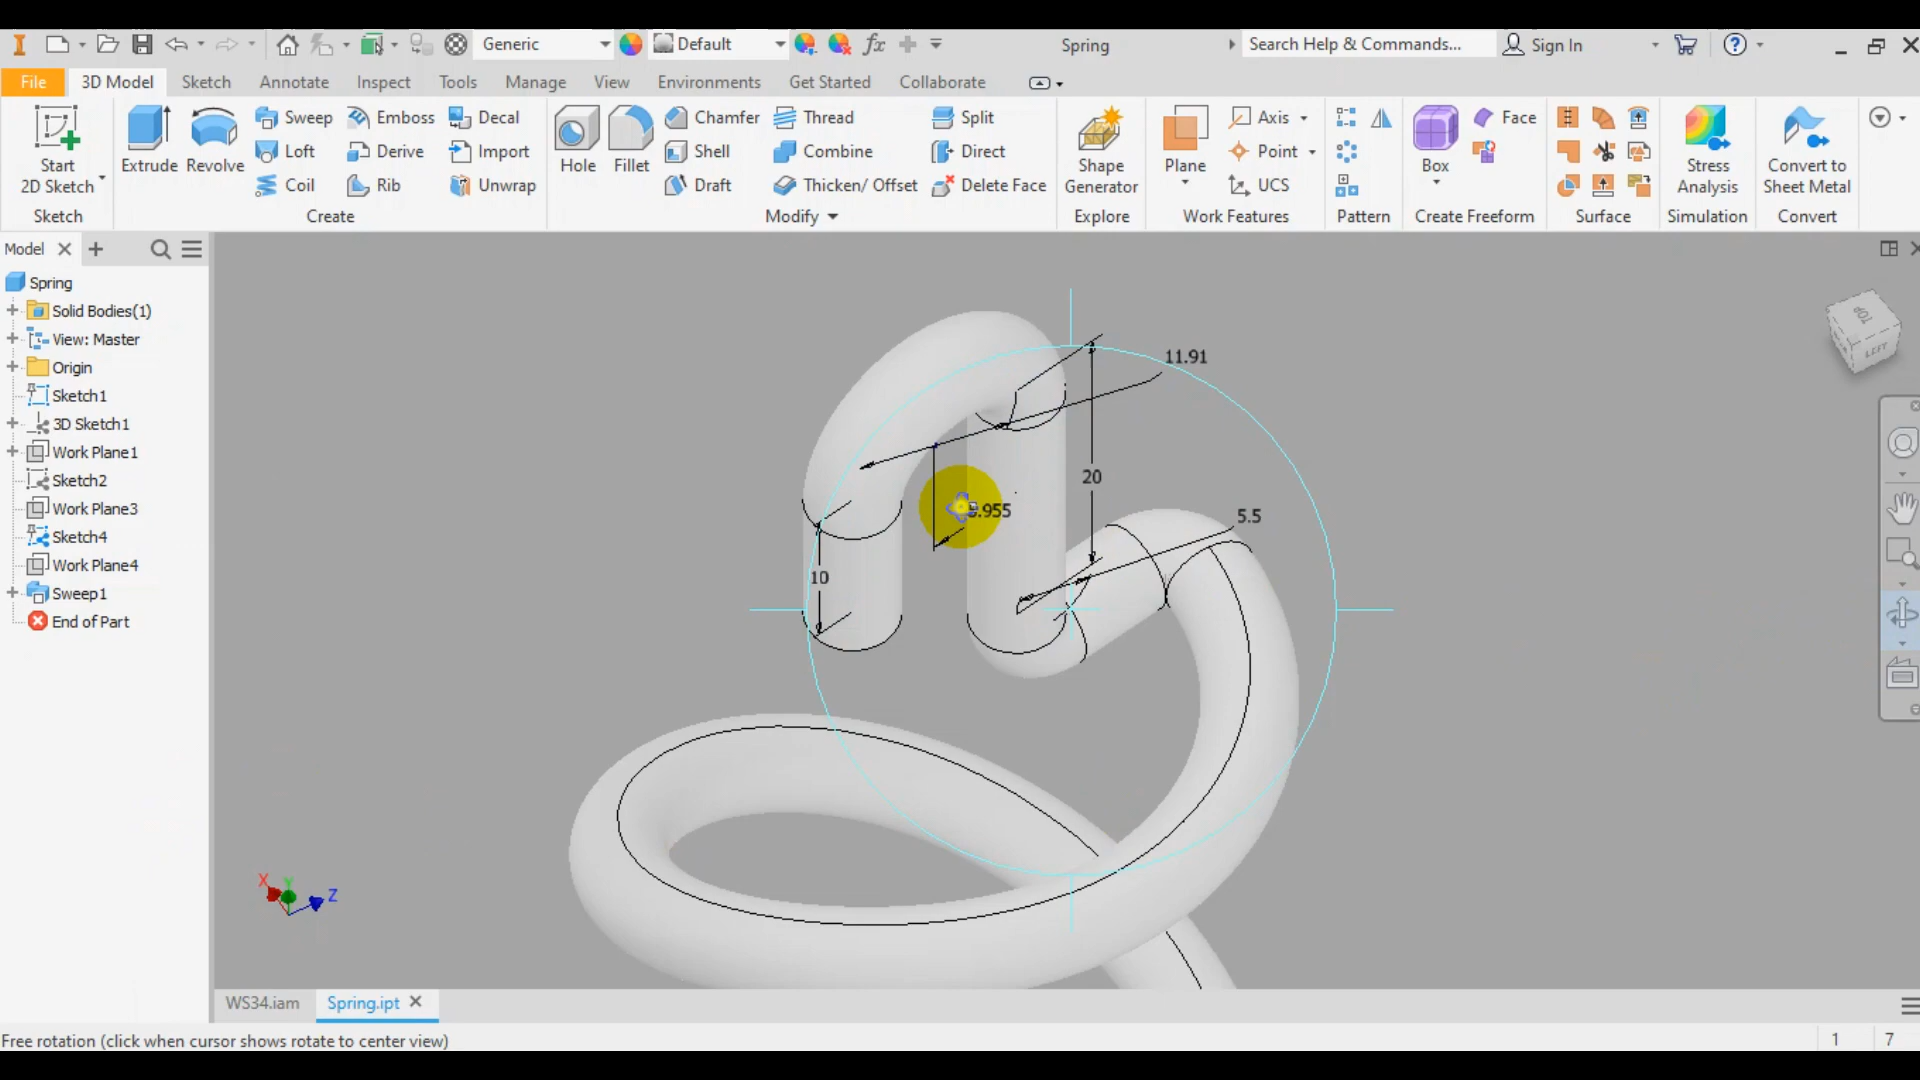 Generic Default fx Spring Search Help & Commands... Sign In ?
File 3D Model Sketch Annotate Inspect Tools Manage View Environments Get Started Collaborate
Start 2D Sketch
Extrude Revolve
Sweep Emboss Decal
Loft Derive Import
Coil Rib Unwrap
Hole Fillet
Chamfer Thread Split
Shell Combine Direct
Draft Thicken/ Offset Delete Face
Shape Generator
Plane
Axis
Point
UCS
Box Face
Stress Analysis
Convert to Sheet Metal
Sketch Create Modify Explore Work Features Pattern Create Freeform Surface Simulation Convert
Model
Spring
Solid Bodies(1)
View: Master
Origin
Sketch1
3D Sketch1
Work Plane1
Sketch2
Work Plane3
Sketch4
Work Plane4
Sweep1
End of Part
TOP
LEFT
11.91
20
.955
5.5
10
X Y Z
WS34.iam Spring.ipt
Free rotation (click when cursor shows rotate to center view) 1 7